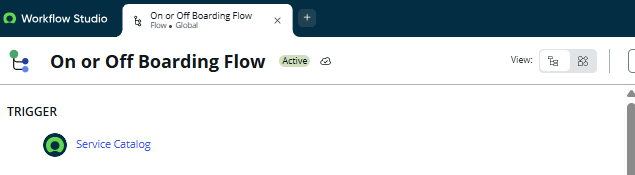 Workflow Studio
On or Off Boarding Flow
Flow • Global
On or Off Boarding Flow
Active
View:
TRIGGER
Service Catalog